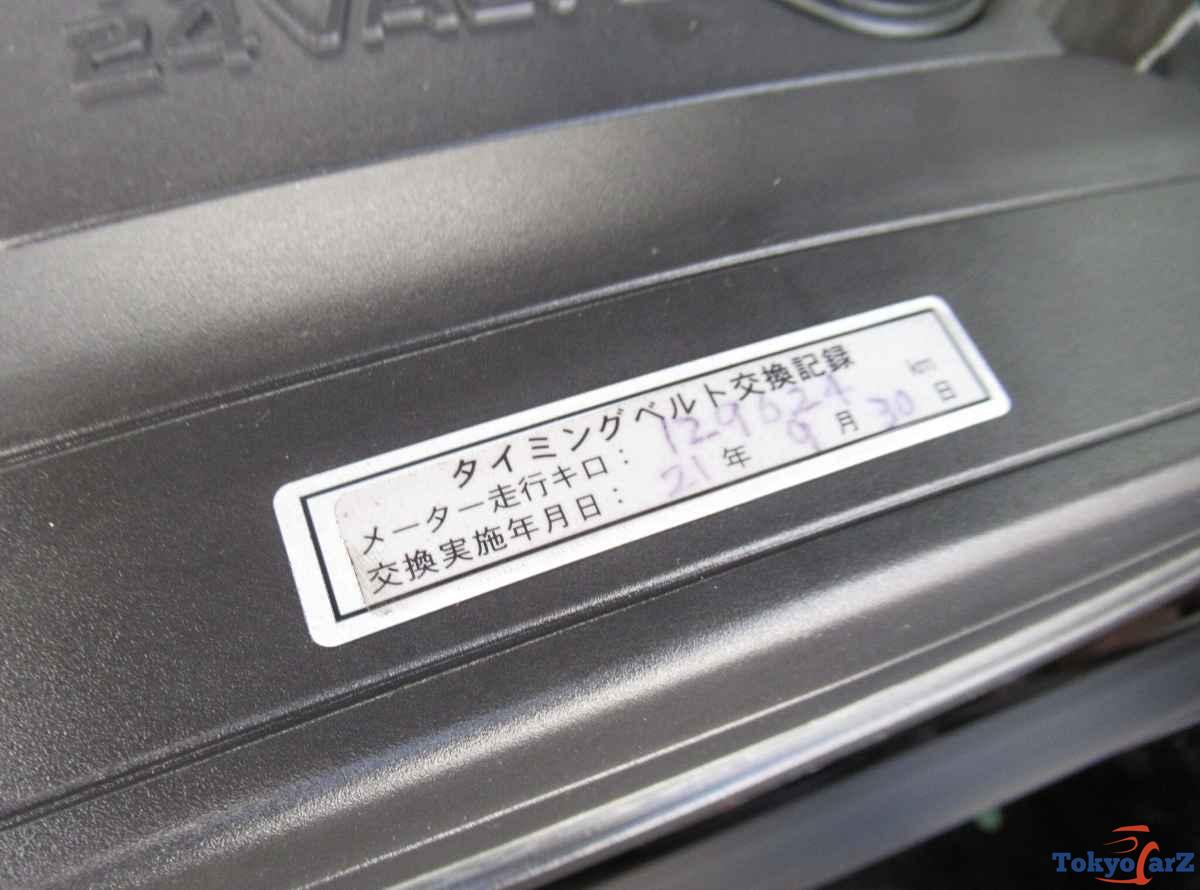 24VALV
タイミングベルト交換記録
メーター走行キロ： 129624 km
交換実施年月日： 21年 9月 30日
TokyoCarZ